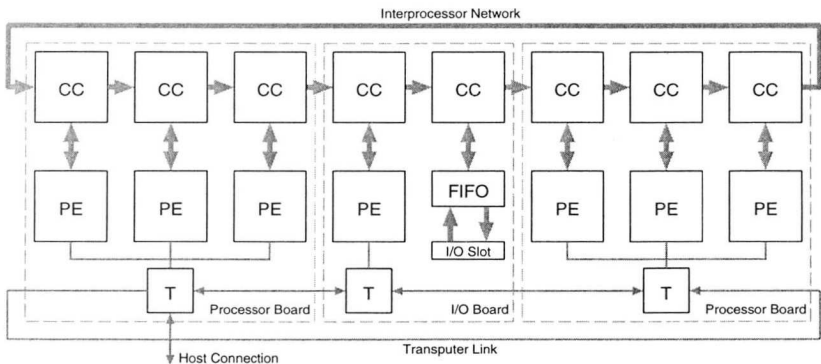 Interprocessor Network
CC CC CC CC CC CC CC CC
PE PE PE PE FIFO PE PE PE
I/O Slot
T T T
Processor Board I/O Board Processor Board
Transputer Link
Host Connection